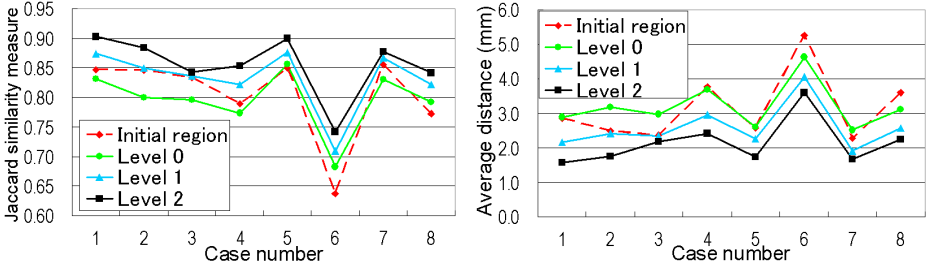 Jaccard similarity measure
0.95
0.90
0.85
0.80
0.75
0.70
0.65
0.60
Initial region
Level 0
Level 1
Level 2
1 2 3 4 5 6 7 8
Case number
Average distance (mm)
6.0
5.0
4.0
3.0
2.0
1.0
0.0
Initial region
Level 0
Level 1
Level 2
1 2 3 4 5 6 7 8
Case number